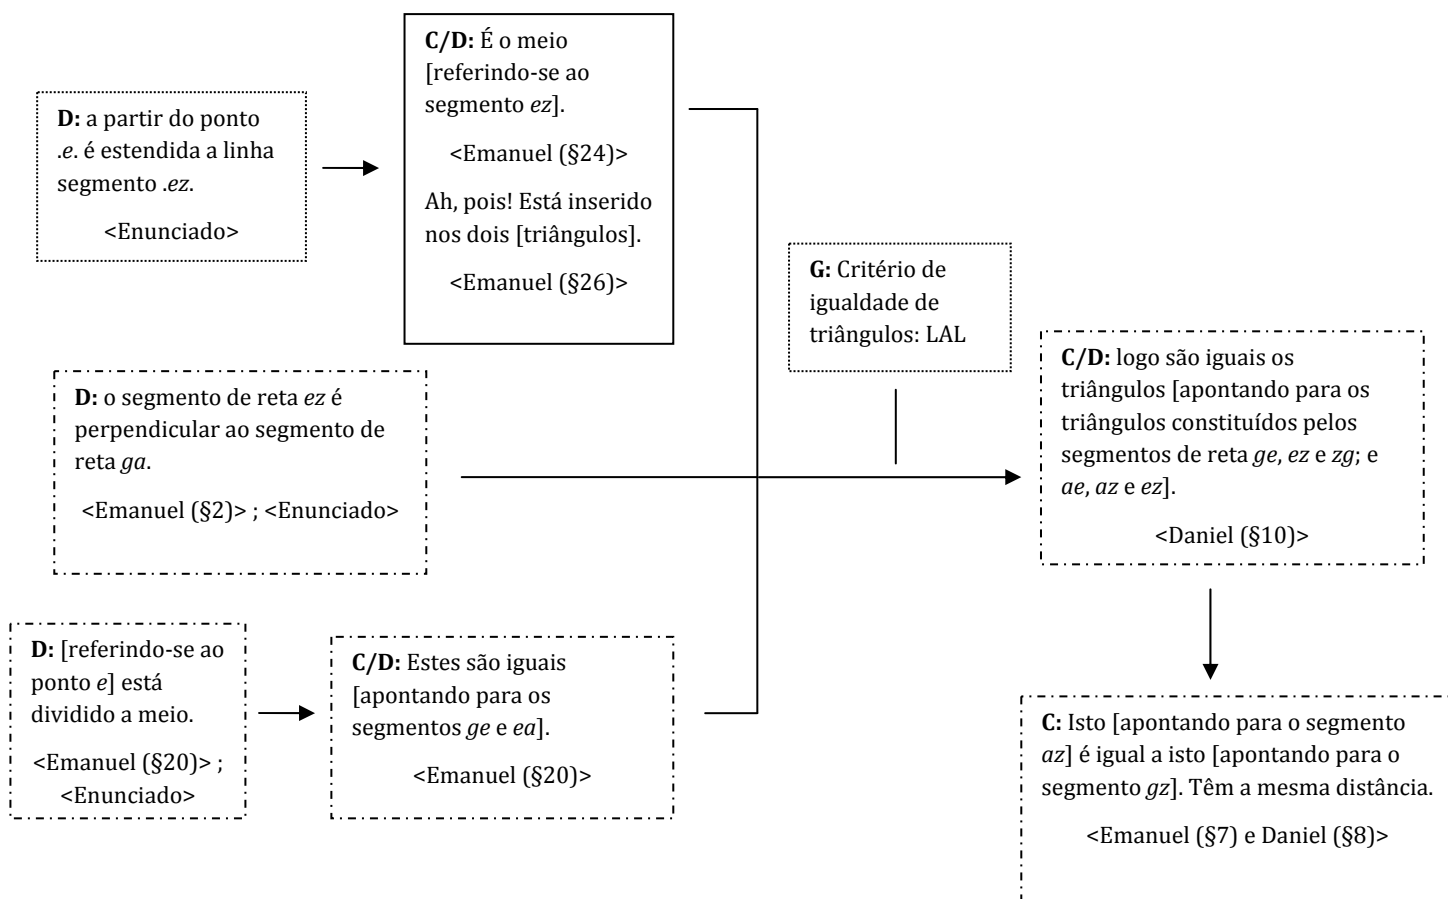 D: a partir do ponto
.e. é estendida a linha
segmento .ez.
<Enunciado>
C/D: É o meio
[referindo-se ao
segmento ez].
<Emanuel (§24)>
Ah, pois! Está inserido
nos dois [triângulos].
<Emanuel (§26)>
D: o segmento de reta ez é
perpendicular ao segmento de
reta ga.
<Emanuel (§2)> ; <Enunciado>
D: [referindo-se ao
ponto e] está
dividido a meio.
<Emanuel (§20)> ;
<Enunciado>
C/D: Estes são iguais
[apontando para os
segmentos ge e ea].
<Emanuel (§20)>
G: Critério de
igualdade de
triângulos: LAL
C/D: logo são iguais os
triângulos [apontando para os
triângulos constituídos pelos
segmentos de reta ge, ez e zg; e
ae, az e ez].
<Daniel (§10)>
C: Isto [apontando para o segmento
az] é igual a isto [apontando para o
segmento gz]. Têm a mesma distância.
<Emanuel (§7) e Daniel (§8)>